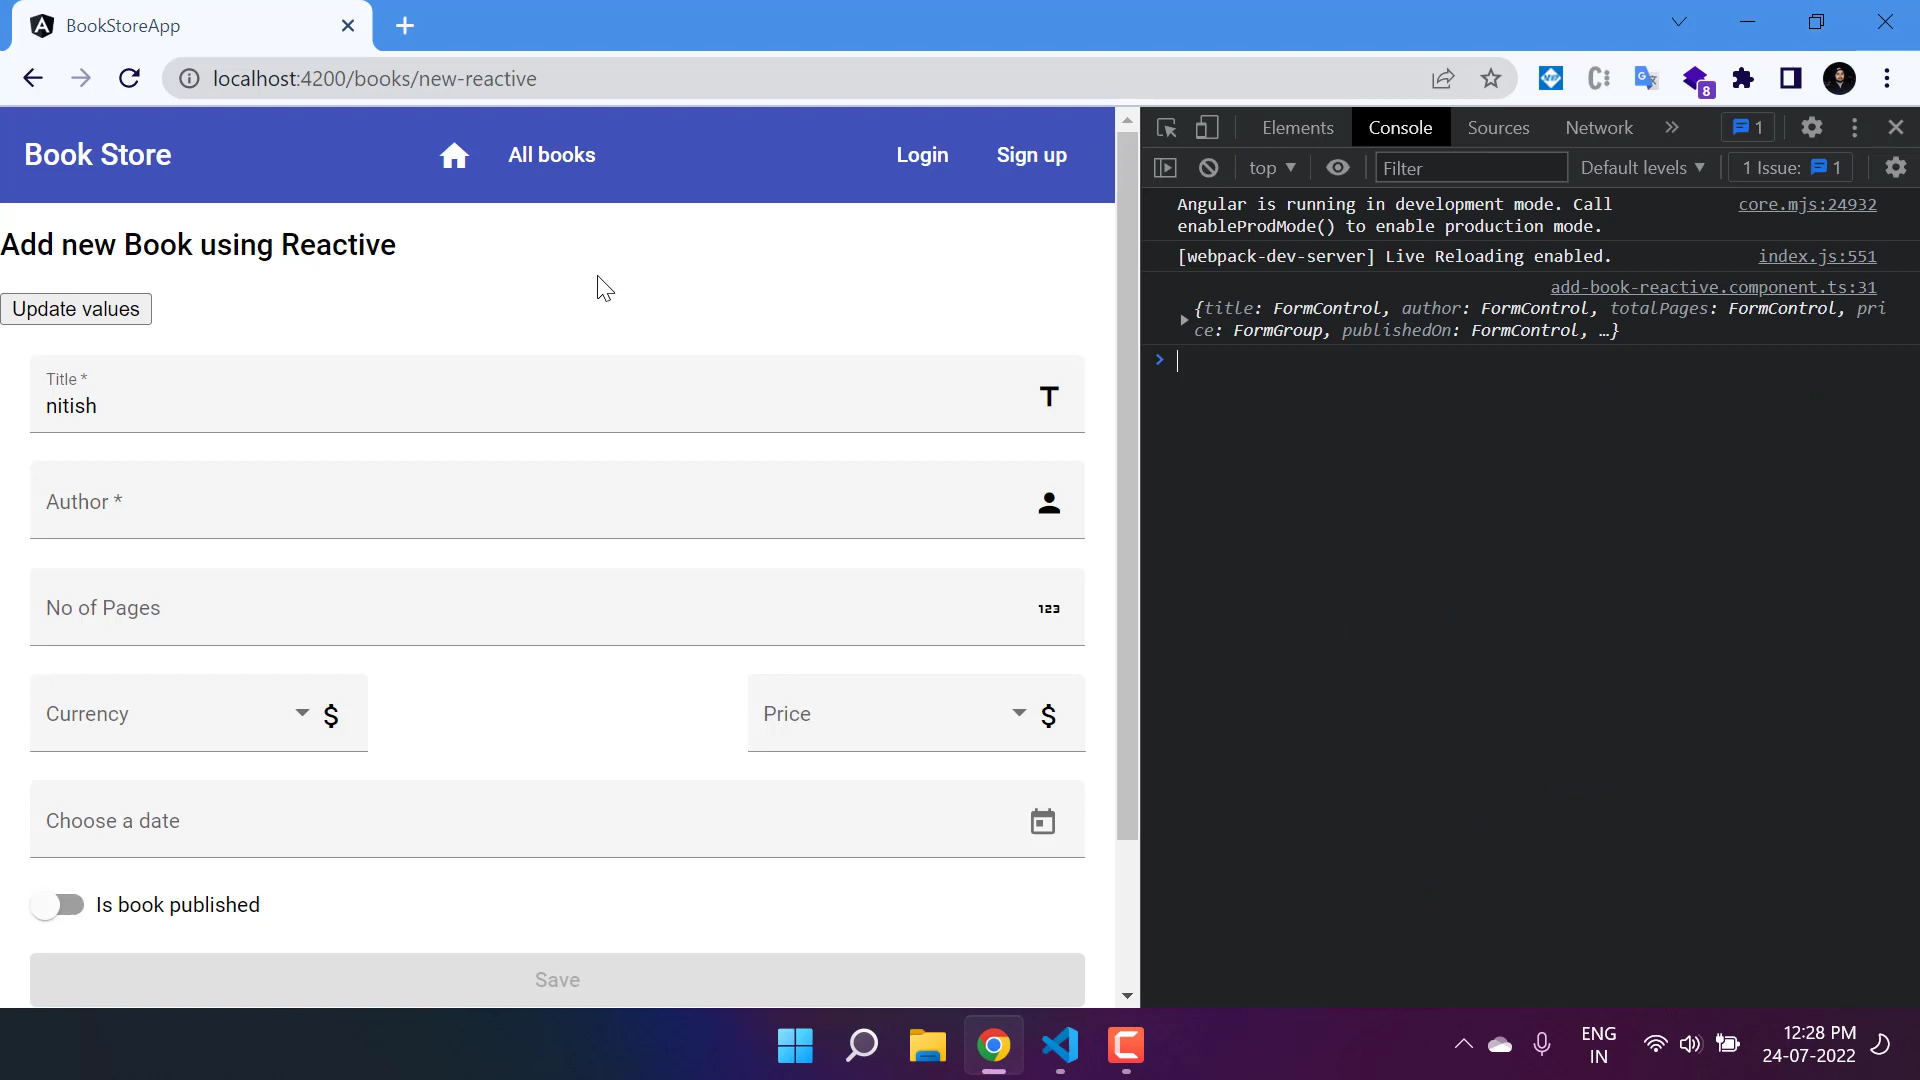 BookStoreApp
localhost:4200/books/new-reactive
8
Book Store
All books
Login
Sign up
Add new Book using Reactive
Update values
Title *
nitish
Author *
No of Pages
123
Currency
$
Price
$
Choose a date
Is book published
Save
Elements
Console
Sources
Network
1
top
Filter
Default levels
1 Issue:
1
Angular is running in development mode. Call
core.mjs:24932
enableProdMode() to enable production mode.
[webpack-dev-server] Live Reloading enabled.
index.js:551
add-book-reactive.component.ts:31
{title: FormControl, author: FormControl, totalPages: FormControl, pri
ce: FormGroup, publishedOn: FormControl, …}
ENG
IN
12:28 PM
24-07-2022